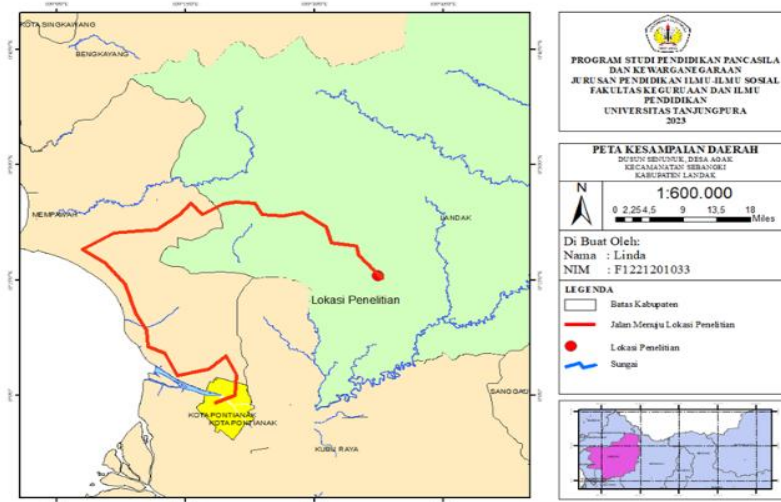 KOTA SINGKAWANG
BENGKAYANG
MEMPAWAH
LANDAK
Lokasi Penelitian
SANGGAU
KOTA PONTIANAK
KOTA PONTIANAK
KUBU RAYA
PROGRAM STUDI PENDIDIKAN PANCASILA
DAN KEWARGANEGARAAN
JURUSAN PENDIDIKAN ILMU-ILMU SOSIAL
FAKULTAS KEGURUAN DAN ILMU
PENDIDIKAN
UNIVERSITAS TANJUNGPURA
2023
PETA KESAMPAIAN DAERAH
DUSUN SENUNUK, DESA AGAK
KECAMANATAN SEBANGKI
KABUPATEN LANDAK
N
1:600.000
0 2,25 4,5 9 13,5 18
Miles
Di Buat Oleh:
Nama : Linda
NIM : F1221201033
LEGENDA
Batas Kabupaten
Jalan Menuju Lokasi Penelitian
Lokasi Penelitian
Sungai